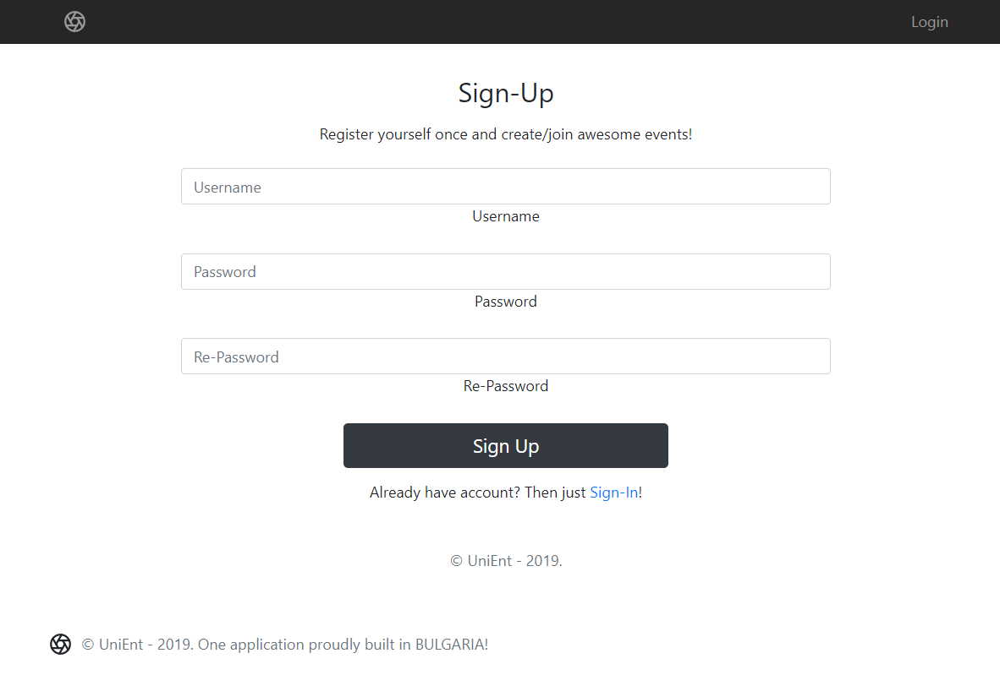 Login
Sign-Up
Register yourself once and create/join awesome events!
Username
Username
Password
Password
Re-Password
Re-Password
Sign Up
Already have account? Then just Sign-In!
© UniEnt - 2019.
© UniEnt - 2019. One application proudly built in BULGARIA!